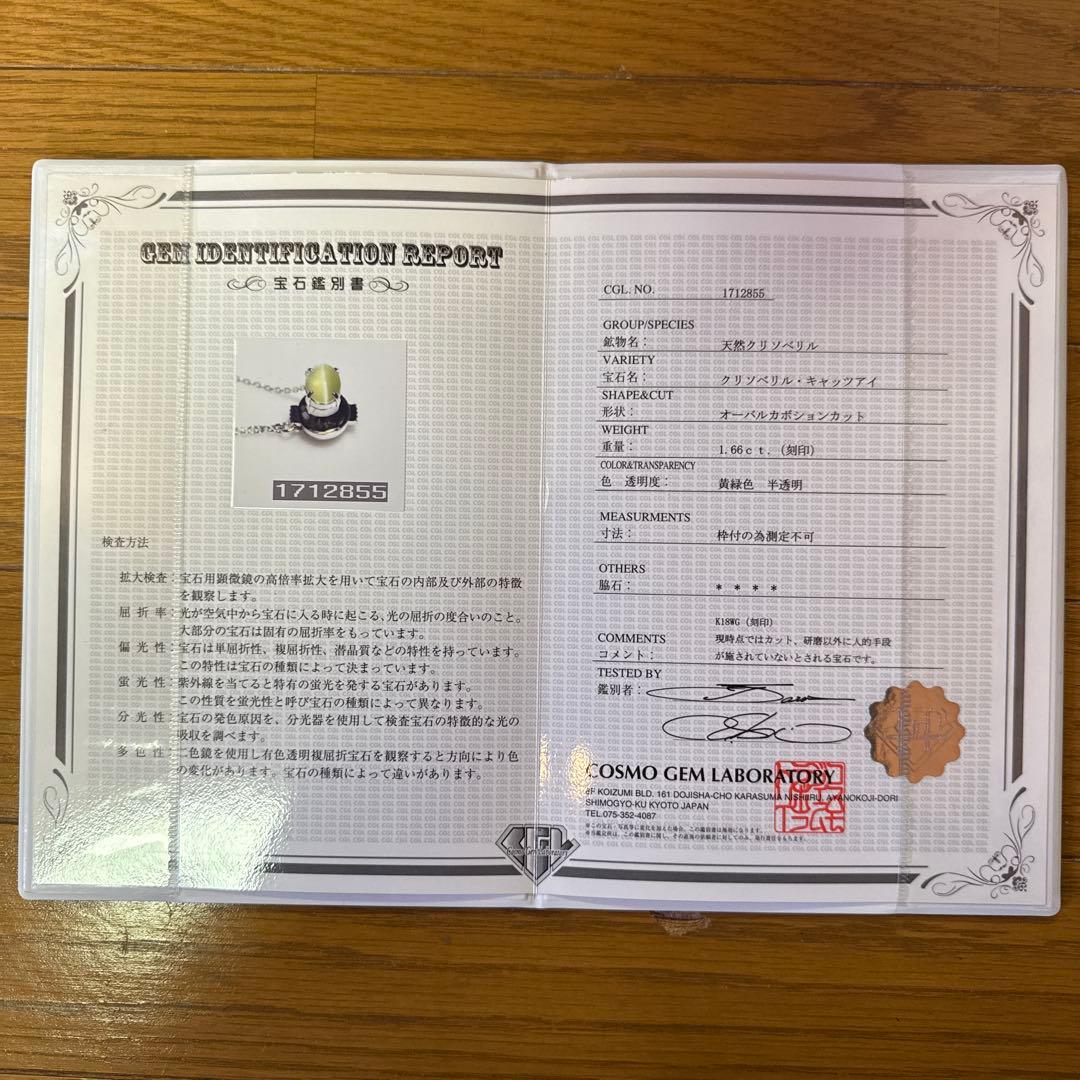 GEM IDENTIFICATION REPORT
宝石鑑別書
1712855
検査方法
拡大検査：宝石用顕微鏡の高倍率拡大を用いて宝石の内部及び外部の特徴
を観察します。
屈折率：光が空気中から宝石に入る時に起こる、光の屈折の度合いのこと。
大部分の宝石は固有の屈折率をもっています。
偏光性：宝石は単屈折性、複屈折性、潜晶質などの特性を持っています。
この特性は宝石の種類によって決まっています。
蛍光性：紫外線を当てると特有の蛍光を発する宝石があります。
この性質を蛍光性と呼び宝石の種類によって異なります。
分光性：宝石の発色原因を、分光器を使用して検査宝石の特徴的な光の
吸収を調べます。
多色性：二色鏡を使用し有色透明複屈折宝石を観察すると方向により色
の変化があります。宝石の種類によって違いがあります。
CGL. NO. 1712855
GROUP/SPECIES
鉱物名： 天然クリソベリル
VARIETY
宝石名： クリソベリル・キャッツアイ
SHAPE&CUT
形状： オーバルカボションカット
WEIGHT
重量： 1.66ct.（刻印）
COLOR&TRANSPARENCY
色 透明度： 黄緑色 半透明
MEASURMENTS
寸法： 枠付の為測定不可
OTHERS
脇石： ＊ ＊ ＊ ＊
K18WG（刻印）
COMMENTS 現時点ではカット、研磨以外に人的手段
コメント： が施されていないとされる宝石です。
TESTED BY
鑑別者：
COSMO GEM LABORATORY
2F KOIZUMI BLD. 161 DOJISHA-CHO KARASUMA NISHIIRU, AYANOKOJI-DORI
SHIMOGYO-KU KYOTO JAPAN
TEL.075-352-4087
CGL
Cosmo Gem Laboratory